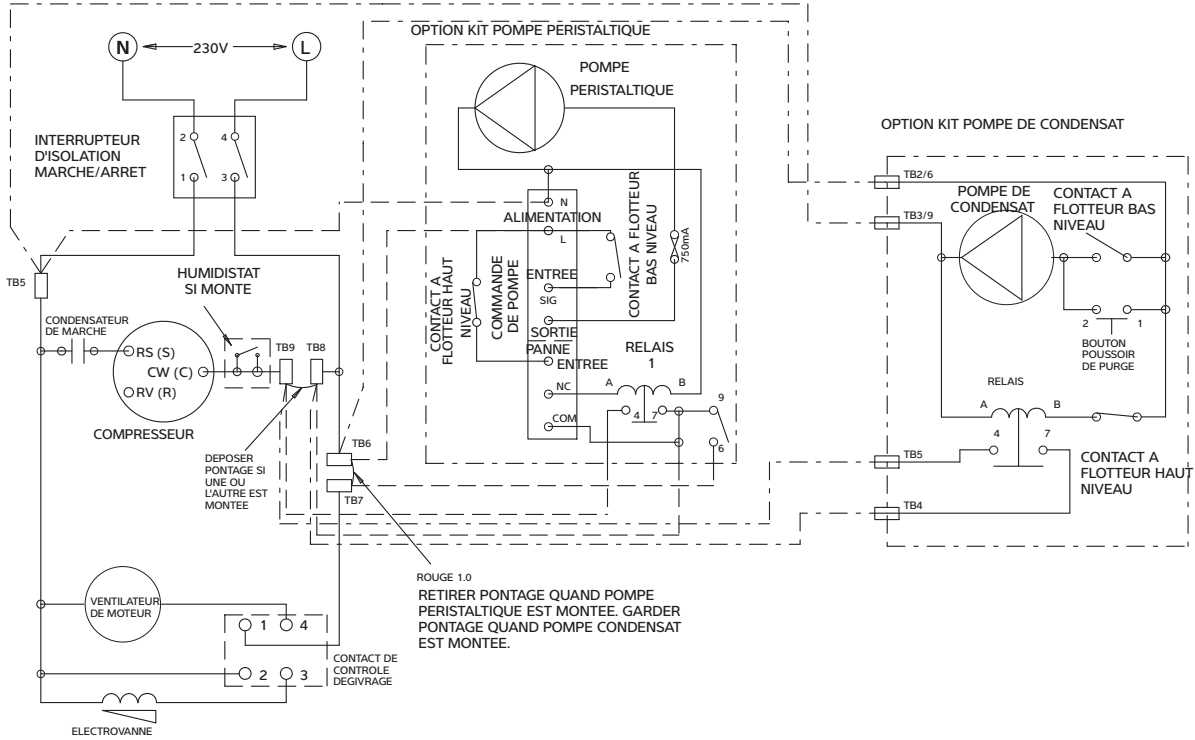 OPTION KIT POMPE PERISTALTIQUE
N
230V
L
INTERRUPTEUR
D'ISOLATION
MARCHE/ARRET
2
4
1
3
POMPE
PERISTALTIQUE
OPTION KIT POMPE DE CONDENSAT
TB5
HUMIDISTAT
SI MONTE
CONDENSATEUR
DE MARCHE
RS (S)
CW (C)
RV (R)
COMPRESSEUR
TB9
TB8
DEPOSER
PONTAGE SI
UNE OU
L'AUTRE EST
MONTEE
TB6
TB7
N
ALIMENTATION
L
ENTREE
SIG
SORTIE
PANNE
ENTREE
NC
COM
CONTACT A
FLOTTEUR HAUT
NIVEAU
COMMANDE
DE POMPE
CONTACT A FLOTTEUR
BAS NIVEAU
750mA
RELAIS
1
A
B
4
7
9
6
TB2/6
POMPE DE
CONDENSAT
CONTACT A
FLOTTEUR BAS
NIVEAU
TB3/9
2
1
BOUTON
POUSSOIR
DE PURGE
RELAIS
A
B
4
7
CONTACT A
FLOTTEUR HAUT
NIVEAU
TB5
TB4
ROUGE 1.0
RETIRER PONTAGE QUAND POMPE
PERISTALTIQUE EST MONTEE. GARDER
PONTAGE QUAND POMPE CONDENSAT
EST MONTEE.
VENTILATEUR
DE MOTEUR
1
4
2
3
CONTACT DE
CONTROLE
DEGIVRAGE
ELECTROVANNE